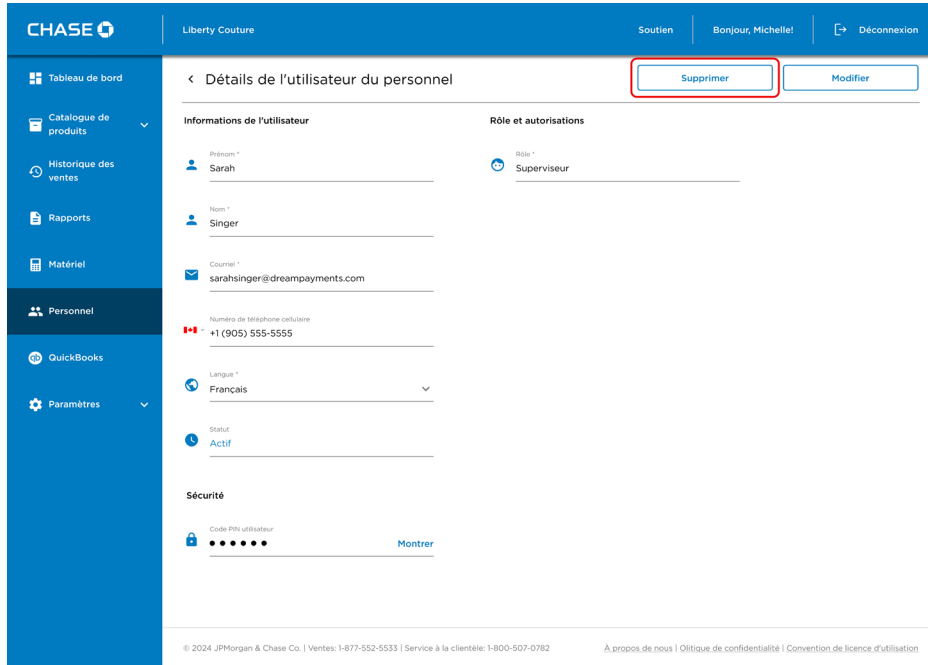 CHASE
Liberty Couture
Soutien
Bonjour, Michelle!
Déconnexion
Tableau de bord
Catalogue de
produits
Historique des
ventes
Rapports
Matériel
Personnel
qb QuickBooks
Paramètres
Détails de l'utilisateur du personnel
Supprimer
Modifier
Informations de l'utilisateur
Prénom *
Sarah
Nom *
Singer
Courriel *
sarahsinger@dreampayments.com
Numéro de téléphone cellulaire
+1 (905) 555-5555
Langue *
Français
Statut
Actif
Sécurité
Code PIN utilisateur
●●●●●●
Montrer
Rôle et autorisations
Rôle *
Superviseur
© 2024 JPMorgan & Chase Co. | Ventes: 1-877-552-5533 | Service à la clientèle: 1-800-507-0782
À propos de nous | Olitique de confidentialité | Convention de licence d'utilisation